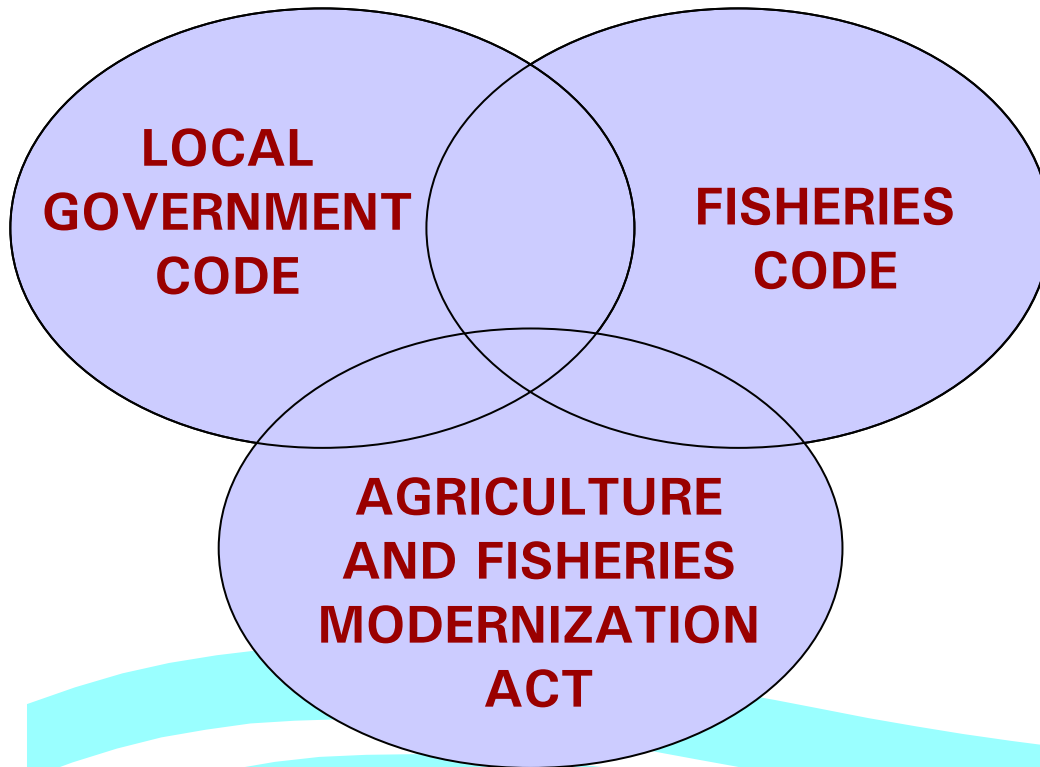 LOCAL
GOVERNMENT
CODE
FISHERIES
CODE
AGRICULTURE
AND FISHERIES
MODERNIZATION
ACT